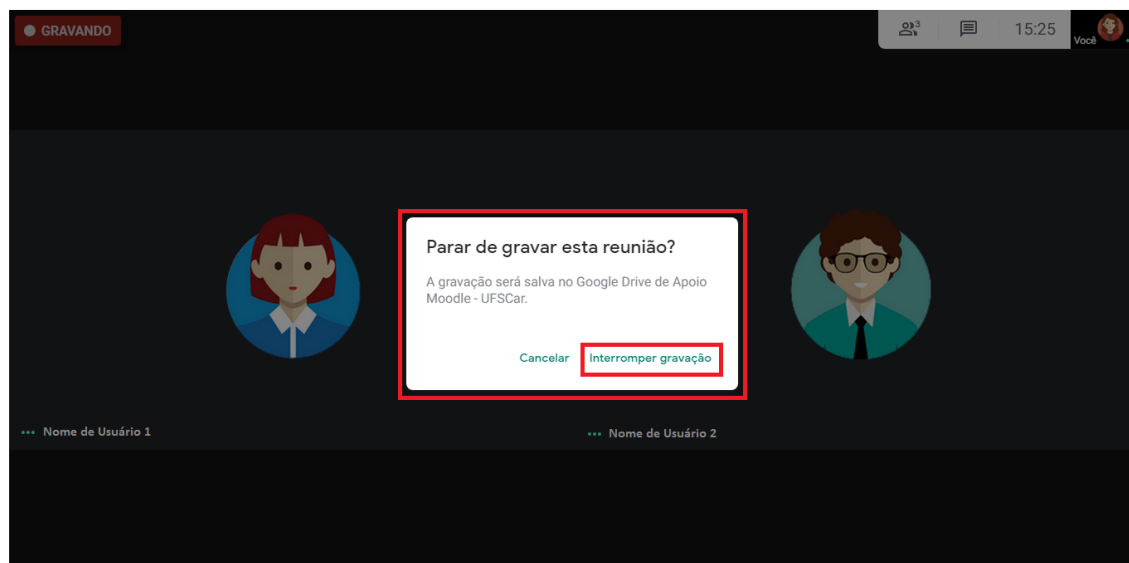 GRAVANDO
3
15:25
Você
Parar de gravar esta reunião?
A gravação será salva no Google Drive de Apoio
Moodle - UFSCar.
Cancelar Interromper gravação
Nome de Usuário 1
Nome de Usuário 2